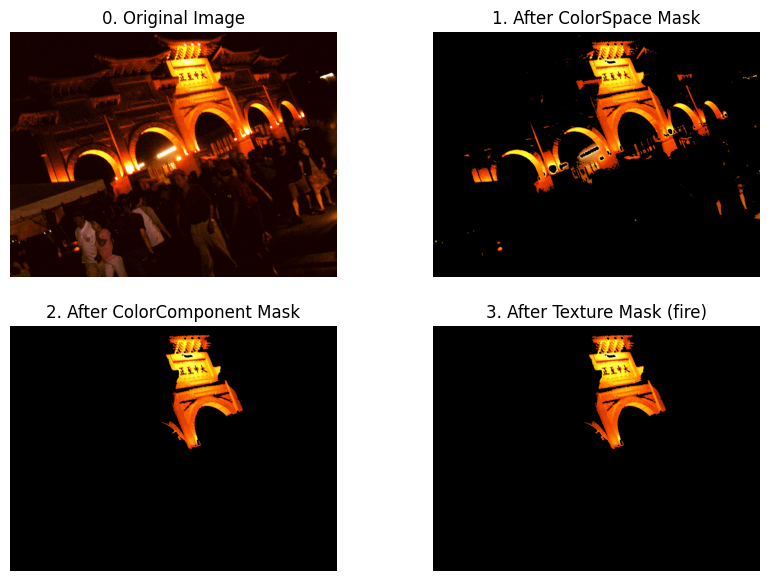 0. Original Image
1. After ColorSpace Mask
2. After ColorComponent Mask
3. After Texture Mask (fire)